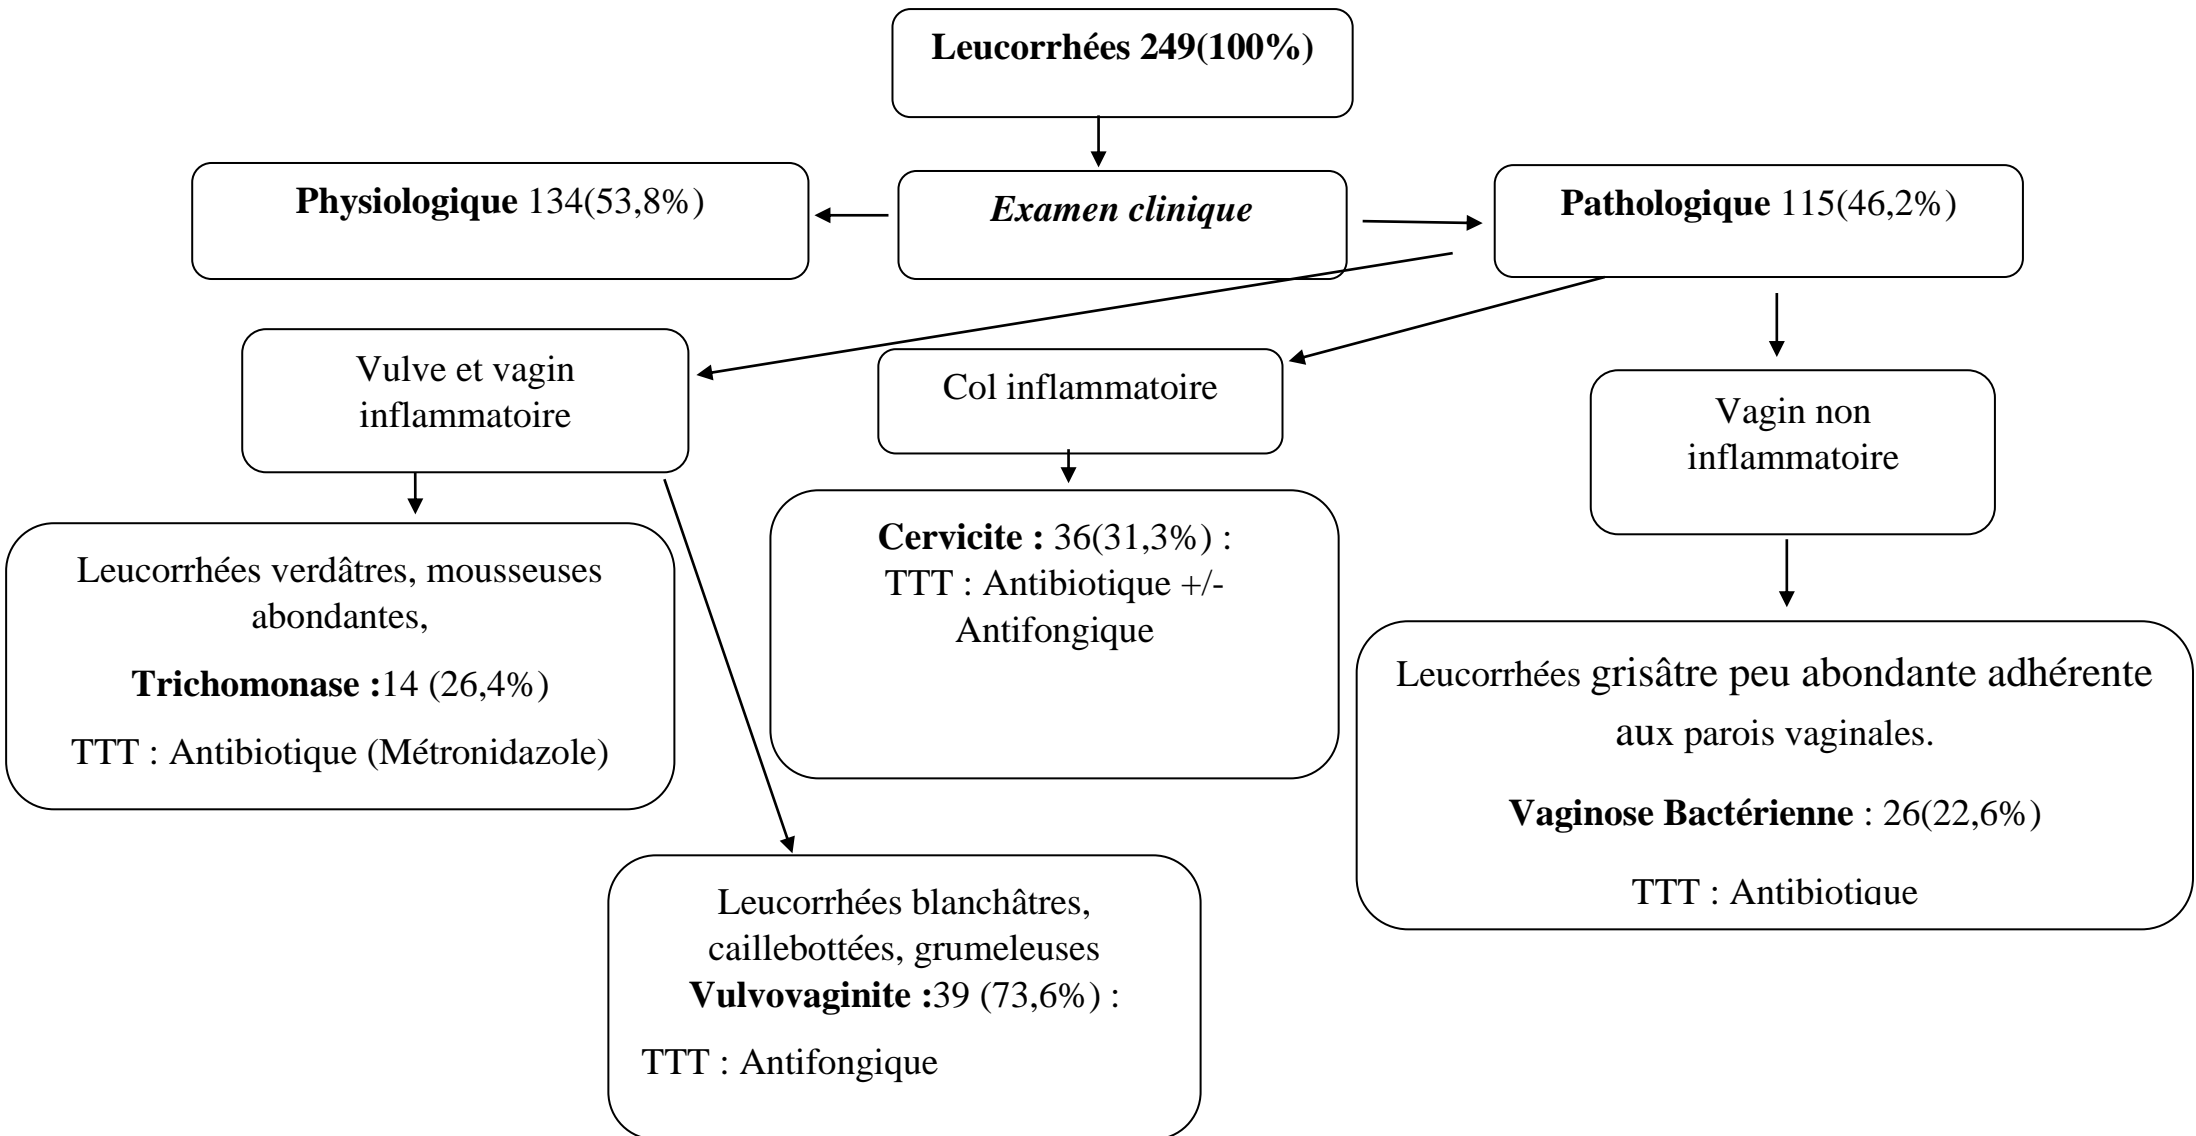 Leucorrhées 249(100%)
Physiologique 134(53,8%)
Examen clinique
Pathologique 115(46,2%)
Vulve et vagin
inflammatoire
Col inflammatoire
Vagin non
inflammatoire
Leucorrhées verdâtres, mousseuses
abondantes,
Trichomonase :14 (26,4%)
TTT : Antibiotique (Métronidazole)
Cervicite : 36(31,3%) :
TTT : Antibiotique +/-
Antifongique
Leucorrhées grisâtre peu abondante adhérente
aux parois vaginales.
Vaginose Bactérienne : 26(22,6%)
TTT : Antibiotique
Leucorrhées blanchâtres,
caillebottées, grumeleuses
Vulvovaginite :39 (73,6%) :
TTT : Antifongique